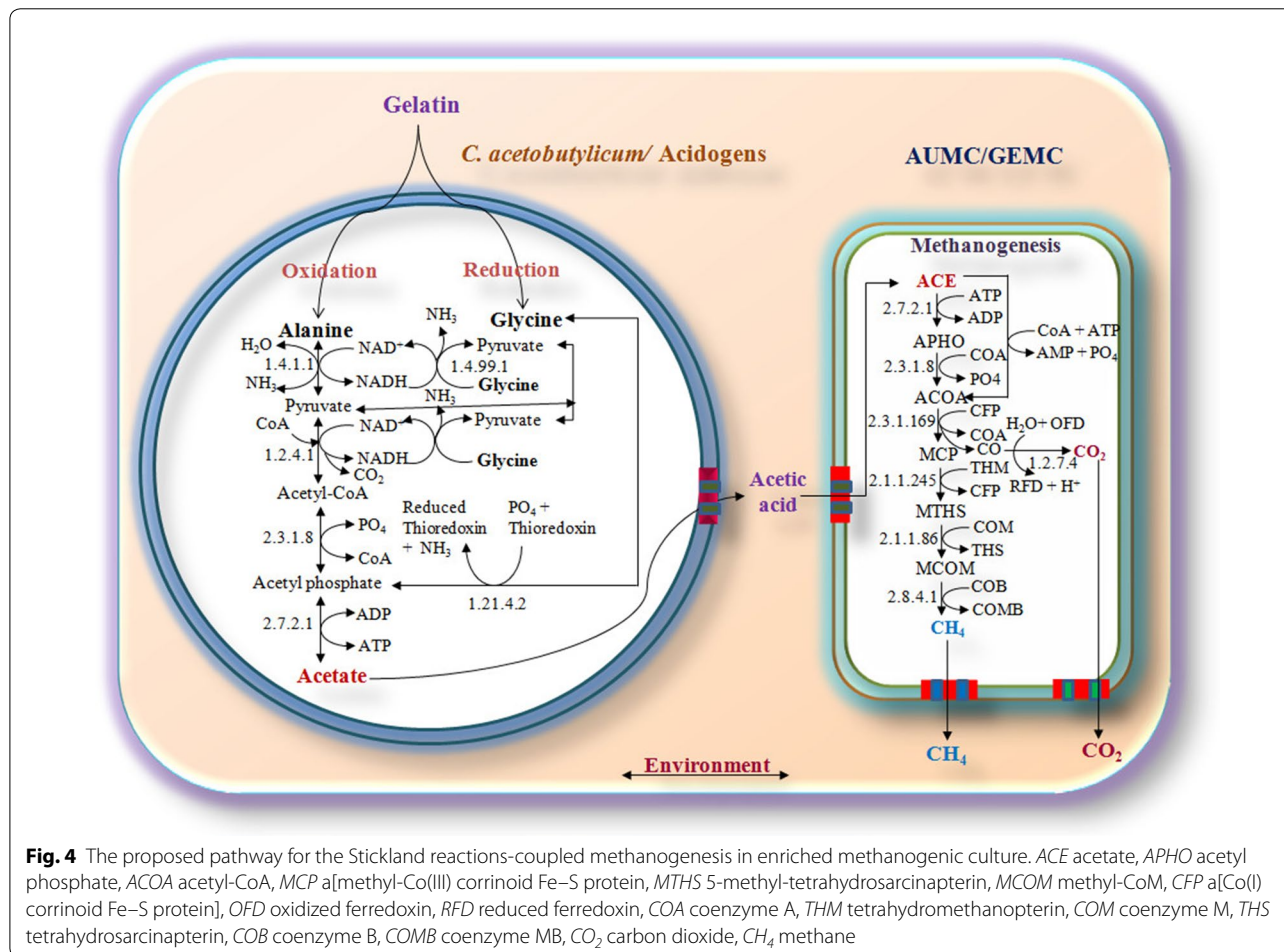 Gelatin
C. acetobutylicum/ Acidogens
AUMC/GEMC
Oxidation
Reduction
Alanine
H₂O
NAD⁺
1.4.1.1
NH₃
NADH
Pyruvate
CoA
NAD⁺
1.2.4.1
NADH
CO₂
Acetyl-CoA
PO₄
2.3.1.8
CoA
Acetyl phosphate
ADP
2.7.2.1
ATP
Acetate
NH₃
Glycine
Pyruvate
1.4.99.1
Glycine
NH₃
Pyruvate
Glycine
Reduced
Thioredoxin
+ NH₃
PO₄ +
Thioredoxin
1.21.4.2
Acetic
acid
Methanogenesis
ACE
ATP
2.7.2.1
ADP
CoA + ATP
AMP + PO₄
APHO
COA
2.3.1.8
PO4
ACOA
CFP
2.3.1.169
COA
CO
H₂O+ OFD
CO₂
1.2.7.4
RFD + H⁺
MCP
THM
2.1.1.245
CFP
MTHS
COM
2.1.1.86
THS
MCOM
COB
2.8.4.1
COMB
CH₄
CH₄
CO₂
Environment
Fig. 4 The proposed pathway for the Stickland reactions-coupled methanogenesis in enriched methanogenic culture. ACE acetate, APHO acetyl
phosphate, ACOA acetyl-CoA, MCP a[methyl-Co(III) corrinoid Fe–S protein, MTHS 5-methyl-tetrahydrosarcinapterin, MCOM methyl-CoM, CFP a[Co(I)
corrinoid Fe–S protein], OFD oxidized ferredoxin, RFD reduced ferredoxin, COA coenzyme A, THM tetrahydromethanopterin, COM coenzyme M, THS
tetrahydrosarcinapterin, COB coenzyme B, COMB coenzyme MB, CO₂ carbon dioxide, CH₄ methane